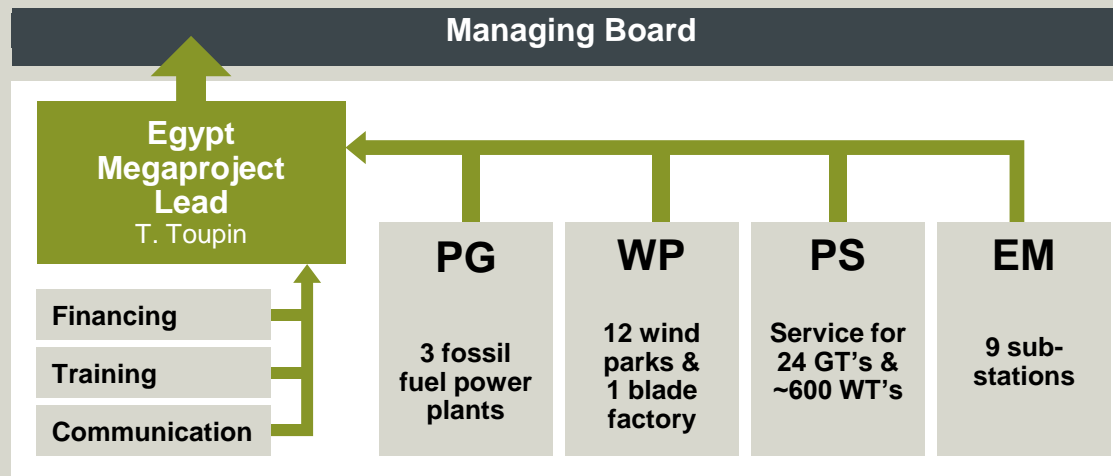 Managing Board
Egypt
Megaproject
Lead
T. Toupin
Financing
Training
Communication
PG
3 fossil
fuel power
plants
WP
12 wind
parks &
1 blade
factory
PS
Service for
24 GT's &
~600 WT's
EM
9 sub-
stations